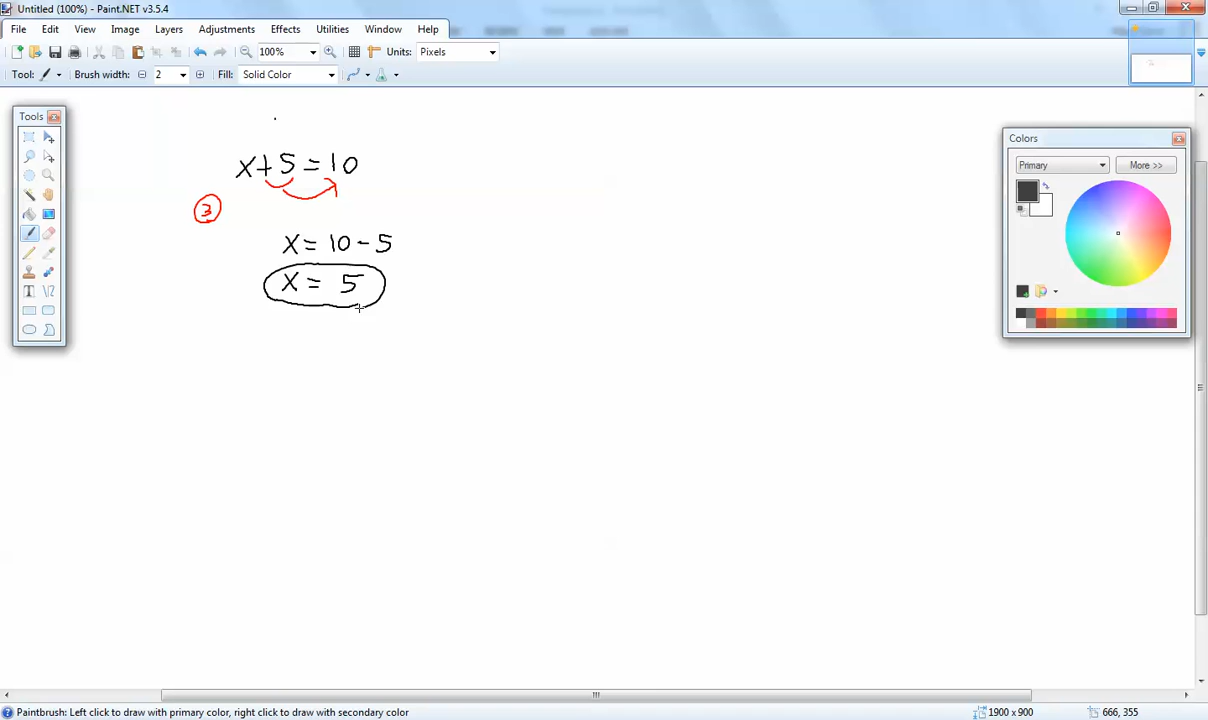 Untitled (100%) - Paint.NET v3.5.4
File Edit View Image Layers Adjustments Effects Utilities Window Help
100% Units: Pixels
Tool: Brush width: 2 Fill: Solid Color
Tools
Colors
Primary More >>
x+5=10
3
x=10-5
x= 5
T
Paintbrush: Left click to draw with primary color, right click to draw with secondary color 1900 x 900 666, 355